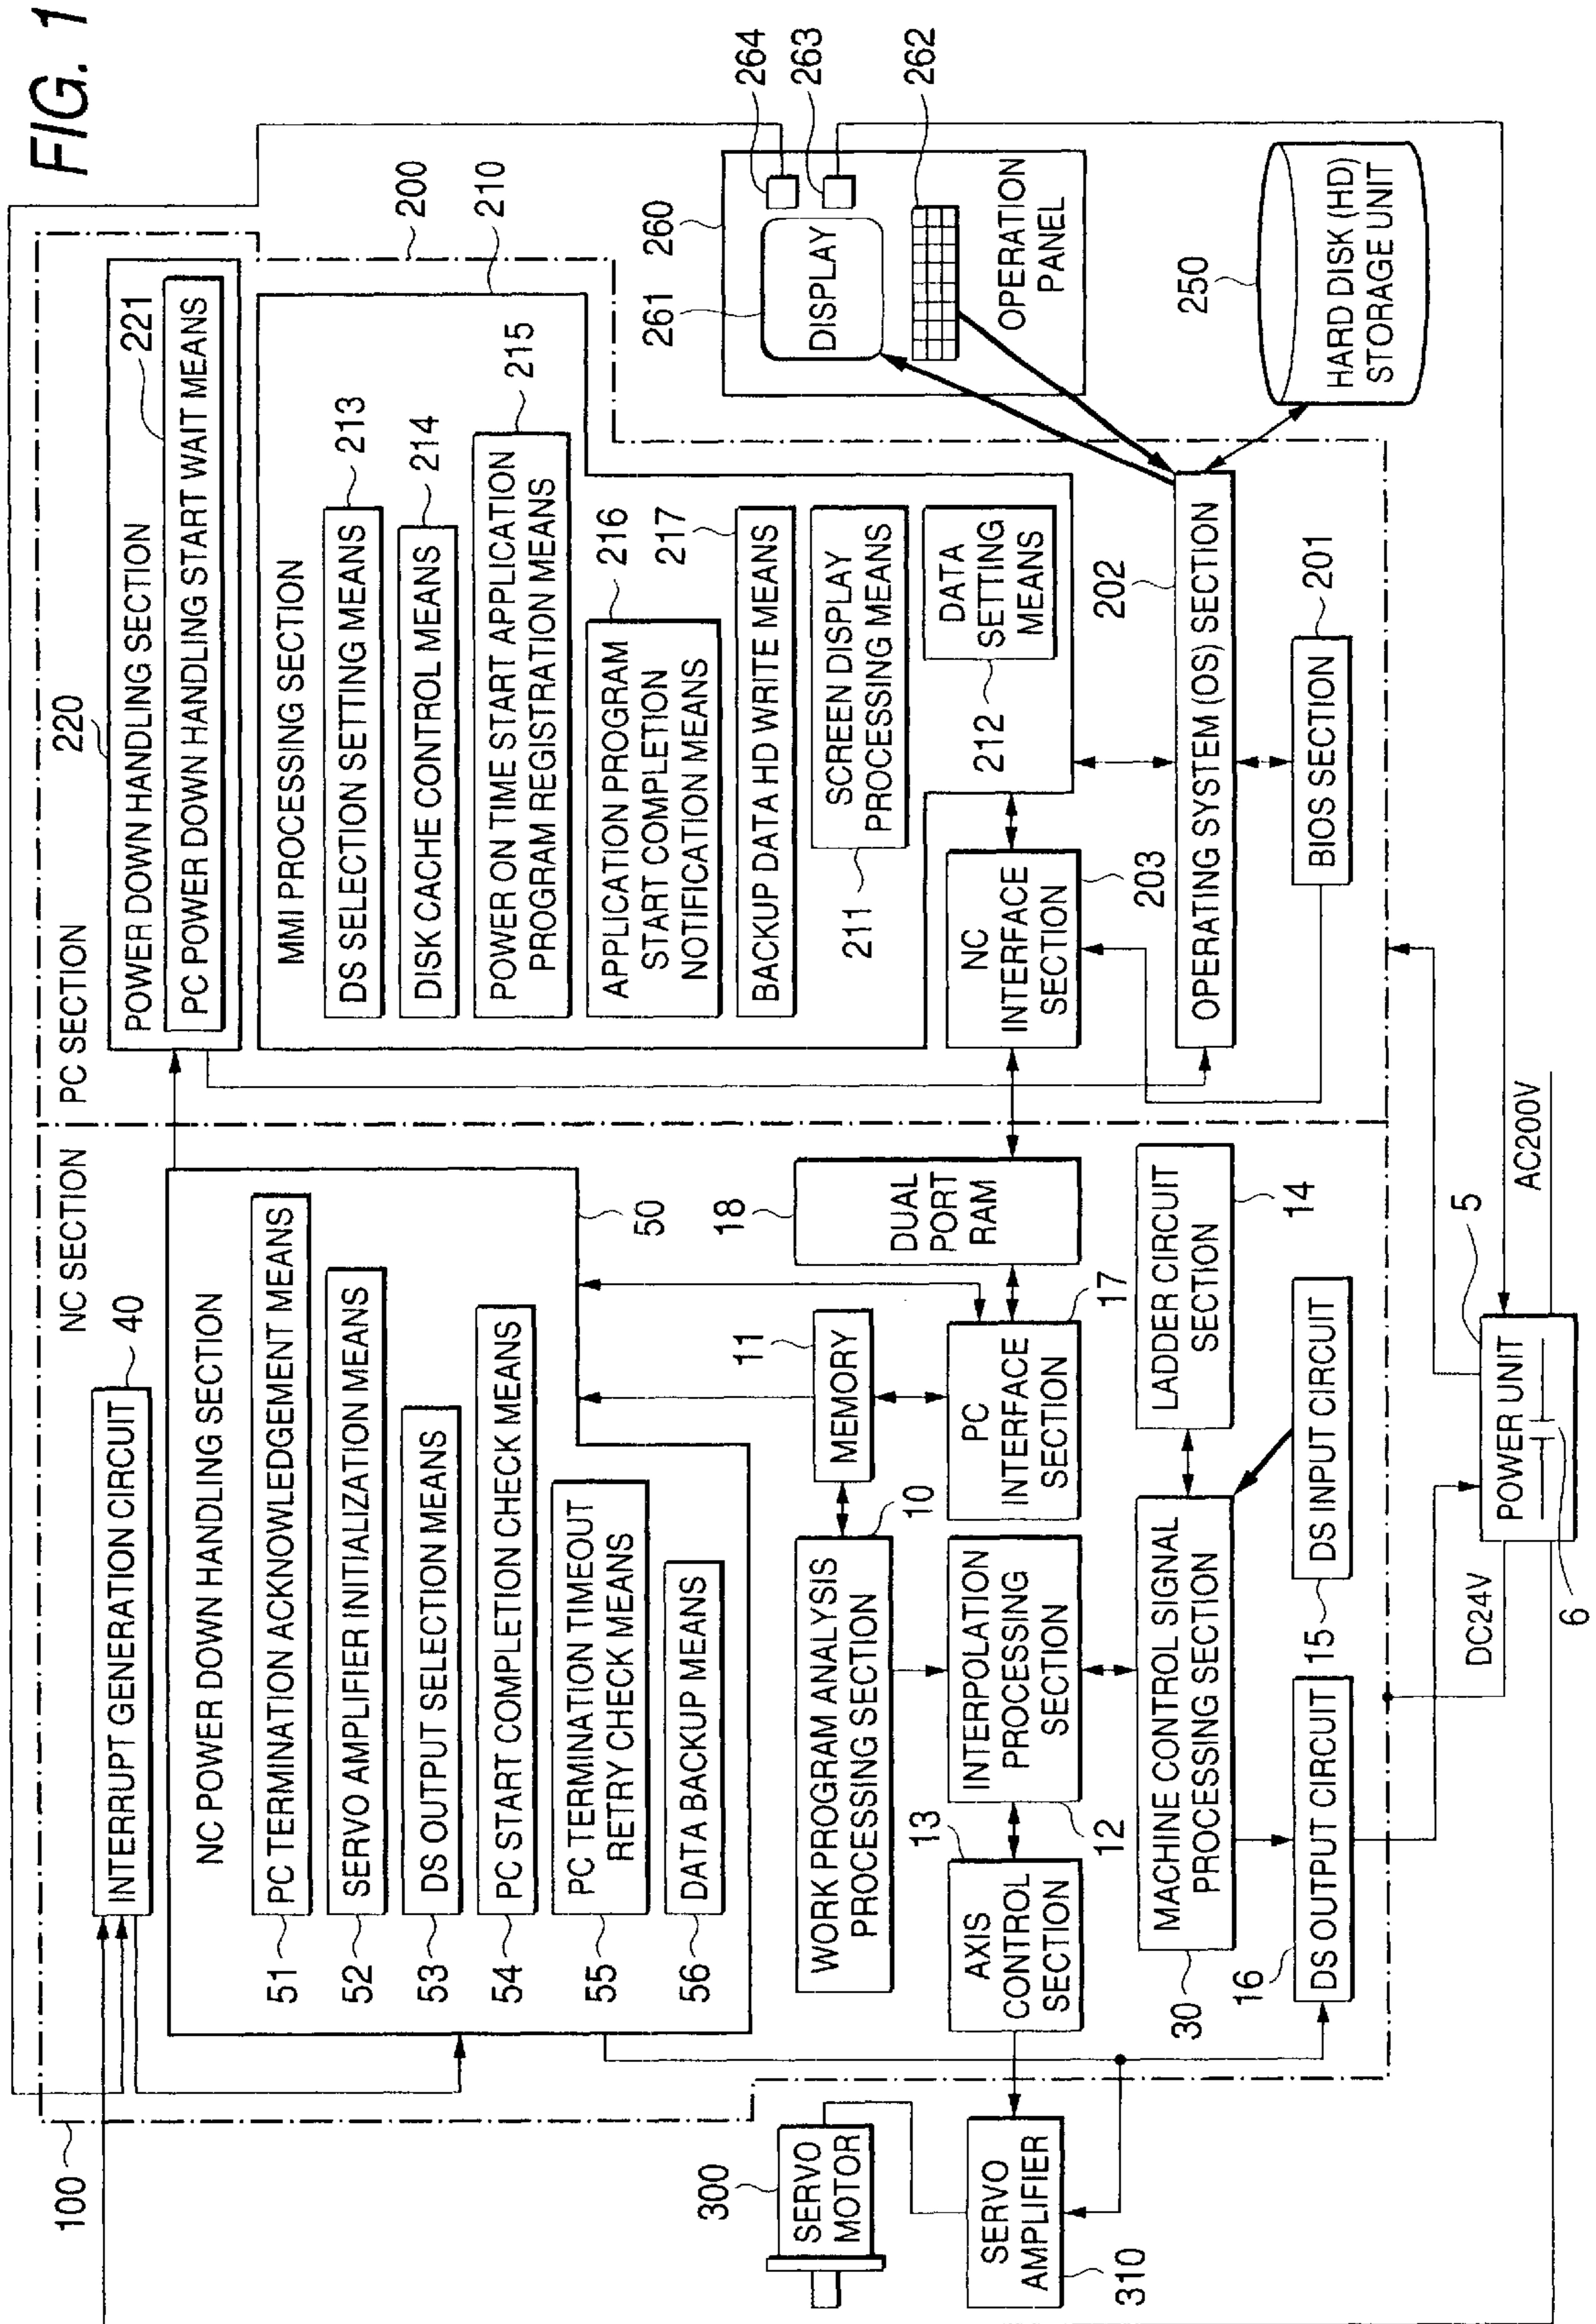 FIG. 1
100
NC SECTION
PC SECTION
220
INTERRUPT GENERATION CIRCUIT
40
NC POWER DOWN HANDLING SECTION
51
PC TERMINATION ACKNOWLEDGEMENT MEANS
52
SERVO AMPLIFIER INITIALIZATION MEANS
53
DS OUTPUT SELECTION MEANS
54
PC START COMPLETION CHECK MEANS
55
PC TERMINATION TIMEOUT
RETRY CHECK MEANS
56
DATA BACKUP MEANS
50
POWER DOWN HANDLING SECTION
221
PC POWER DOWN HANDLING START WAIT MEANS
200
210
MMI PROCESSING SECTION
DS SELECTION SETTING MEANS
213
DISK CACHE CONTROL MEANS
214
POWER ON TIME START APPLICATION
PROGRAM REGISTRATION MEANS
215
APPLICATION PROGRAM
START COMPLETION
NOTIFICATION MEANS
216
217
BACKUP DATA HD WRITE MEANS
SCREEN DISPLAY
PROCESSING MEANS
211
DATA
SETTING
MEANS
212
260
261
DISPLAY
264
263
262
OPERATION
PANEL
300
SERVO
MOTOR
SERVO
AMPLIFIER
310
WORK PROGRAM ANALYSIS
PROCESSING SECTION
10
MEMORY
11
18
DUAL
PORT
RAM
13
AXIS
CONTROL
SECTION
INTERPOLATION
PROCESSING
SECTION
12
PC
INTERFACE
SECTION
17
NC
INTERFACE
SECTION
203
MACHINE CONTROL SIGNAL
PROCESSING SECTION
30
LADDER CIRCUIT
SECTION
14
OPERATING SYSTEM (OS) SECTION
202
16
DS OUTPUT CIRCUIT
15
DS INPUT CIRCUIT
BIOS SECTION
201
250
HARD DISK (HD)
STORAGE UNIT
DC24V
POWER UNIT
5
6
AC200V